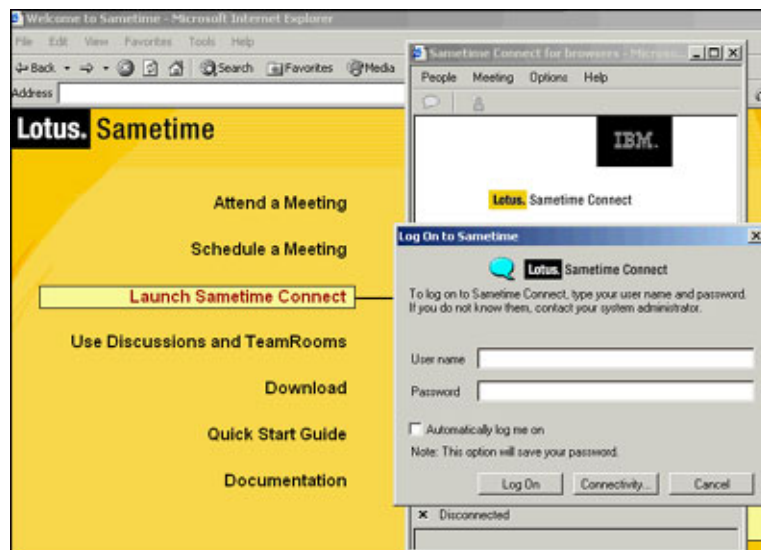 Welcome to Sametime - Microsoft Internet Explorer
File Edit View Favorites Tools Help
Back Search Favorites Media
Address
Lotus. Sametime
Attend a Meeting
Schedule a Meeting
Launch Sametime Connect
Use Discussions and TeamRooms
Download
Quick Start Guide
Documentation
Sametime Connect for browsers -
People Meeting Options Help
IBM.
Lotus. Sametime Connect
Log On to Sametime
Lotus. Sametime Connect
To log on to Sametime Connect, type your user name and password.
If you do not know them, contact your system administrator.
User name
Password
Automatically log me on
Note: This option will save your password.
Log On Connectivity... Cancel
Disconnected